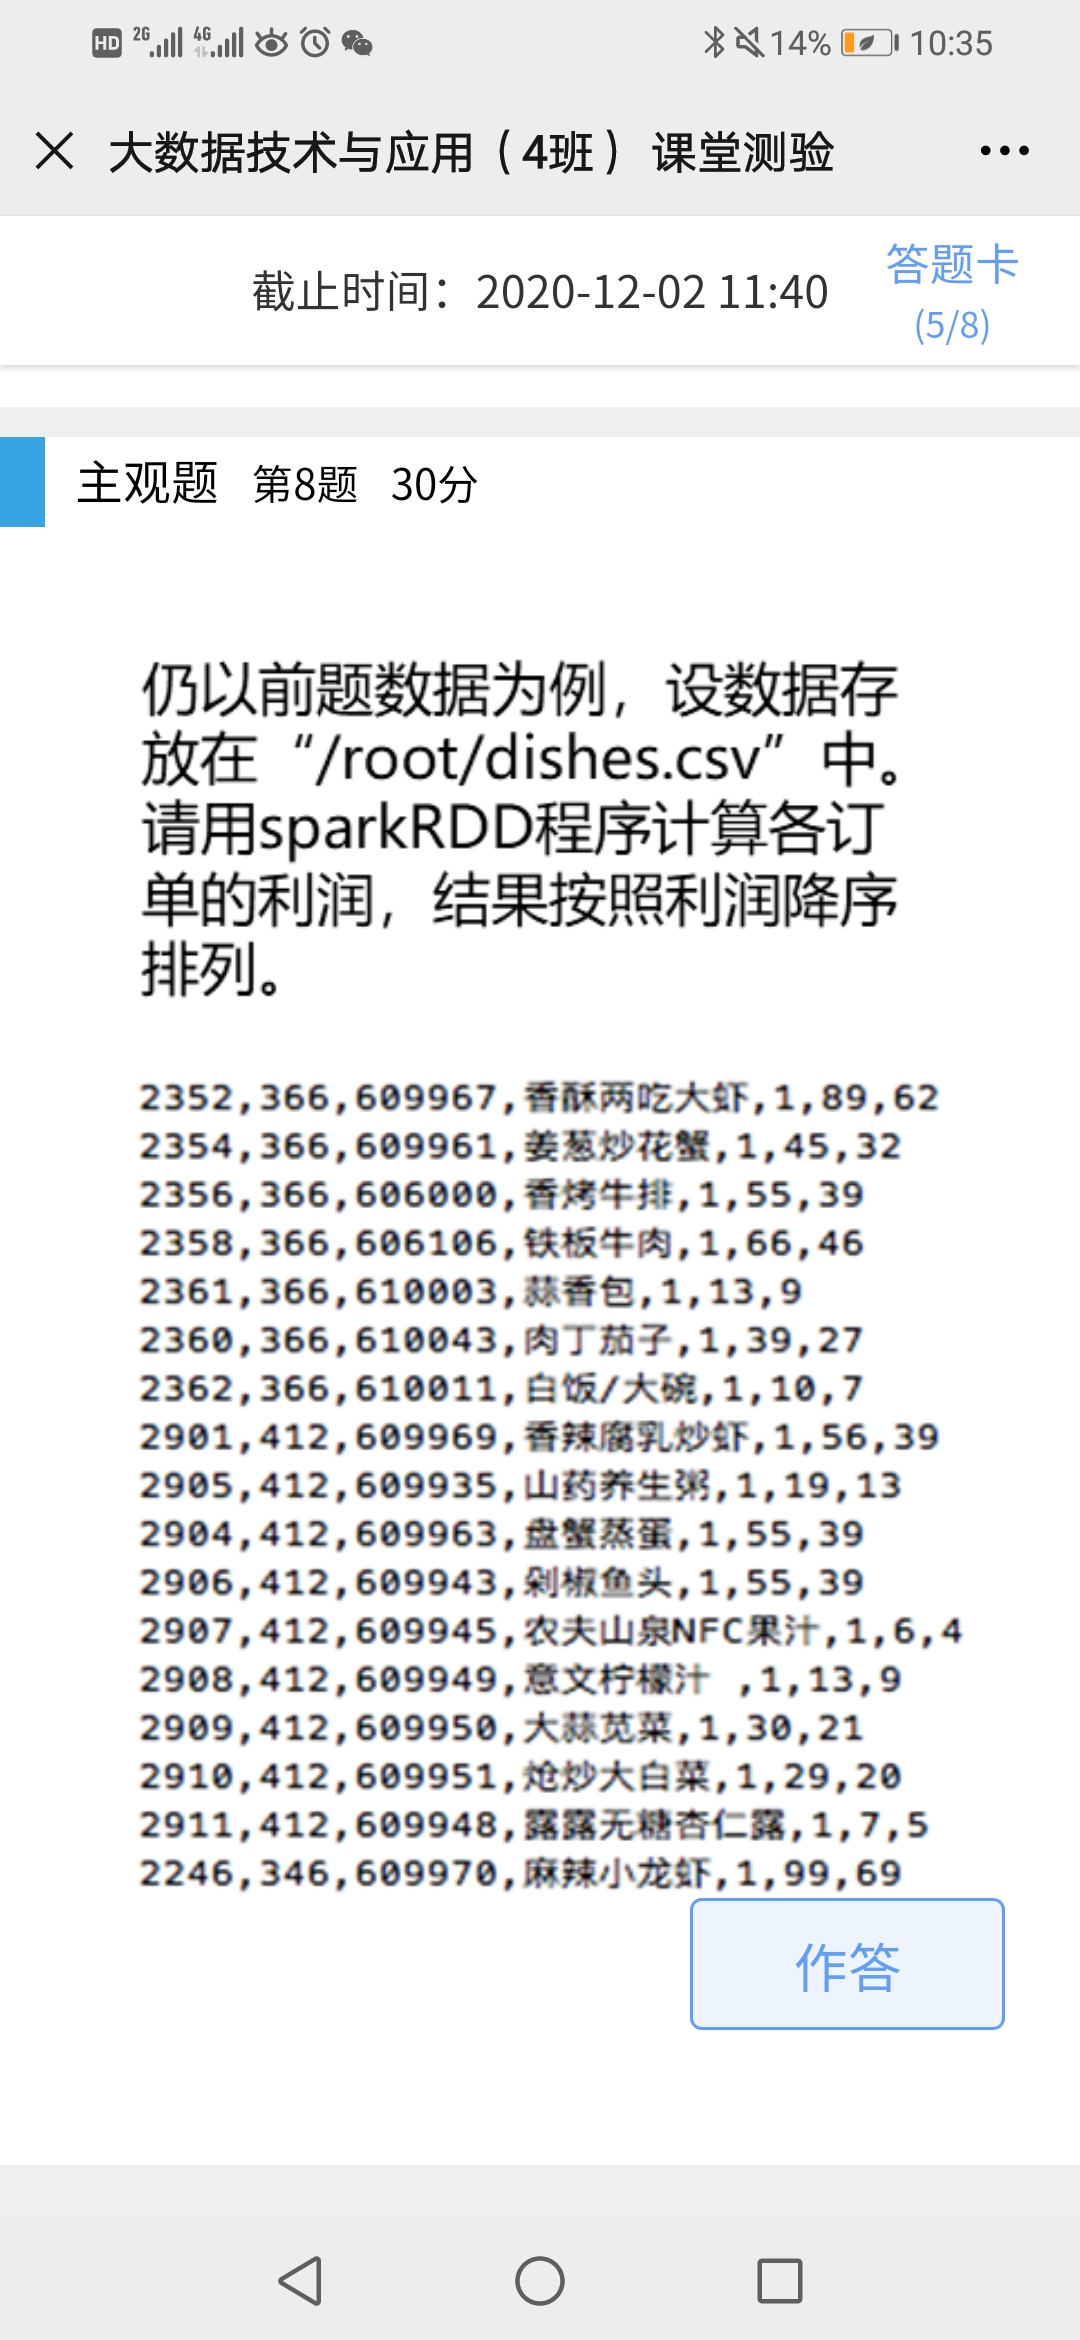 HD 2G 4G 14% 10:35
大数据技术与应用（4班） 课堂测验
截止时间：2020-12-02 11:40
答题卡
(5/8)
主观题 第8题 30分
仍以前题数据为例，设数据存
放在“/root/dishes.csv”中。
请用sparkRDD程序计算各订
单的利润，结果按照利润降序
排列。
2352,366,609967,香酥两吃大虾,1,89,62
2354,366,609961,姜葱炒花蟹,1,45,32
2356,366,606000,香烤牛排,1,55,39
2358,366,606106,铁板牛肉,1,66,46
2361,366,610003,蒜香包,1,13,9
2360,366,610043,肉丁茄子,1,39,27
2362,366,610011,白饭/大碗,1,10,7
2901,412,609969,香辣腐乳炒虾,1,56,39
2905,412,609935,山药养生粥,1,19,13
2904,412,609963,盘蟹蒸蛋,1,55,39
2906,412,609943,剁椒鱼头,1,55,39
2907,412,609945,农夫山泉NFC果汁,1,6,4
2908,412,609949,意文柠檬汁 ,1,13,9
2909,412,609950,大蒜苋菜,1,30,21
2910,412,609951,炝炒大白菜,1,29,20
2911,412,609948,露露无糖杏仁露,1,7,5
2246,346,609970,麻辣小龙虾,1,99,69
作答